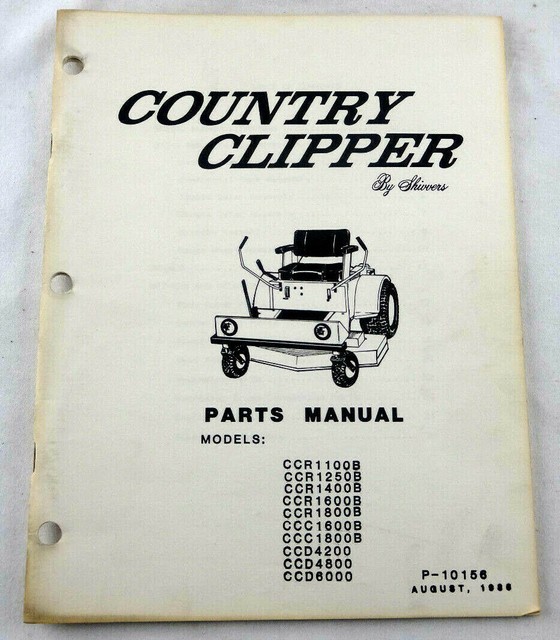 COUNTRY
CLIPPER
By Shivvers
PARTS MANUAL
MODELS:
CCR1100B
CCR1250B
CCR1400B
CCR1600B
CCR1800B
CCC1600B
CCC1800B
CCD4200
CCD4800
CCD6000
P-10156
AUGUST, 1986